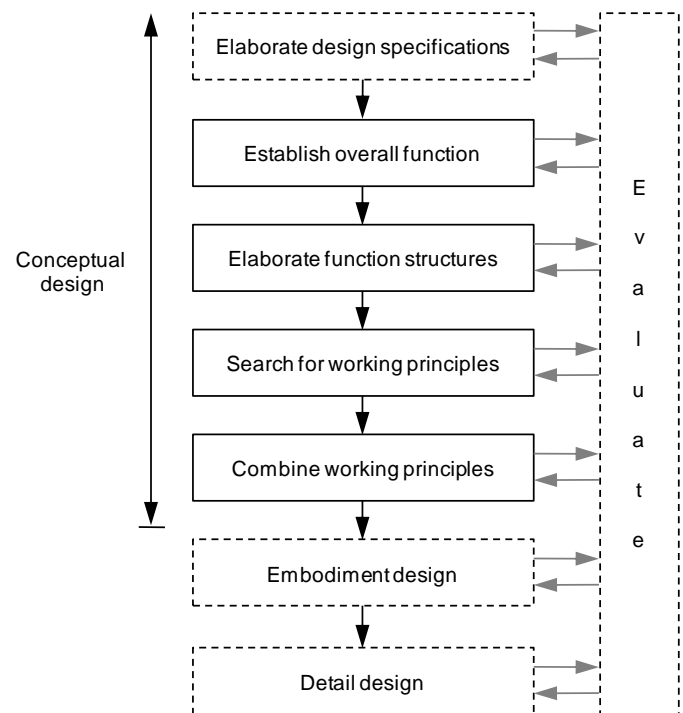 Elaborate design specifications
Establish overall function
Elaborate function structures
Conceptual
design
Search for working principles
Combine working principles
Embodiment design
Detail design
E
v
a
l
u
a
t
e